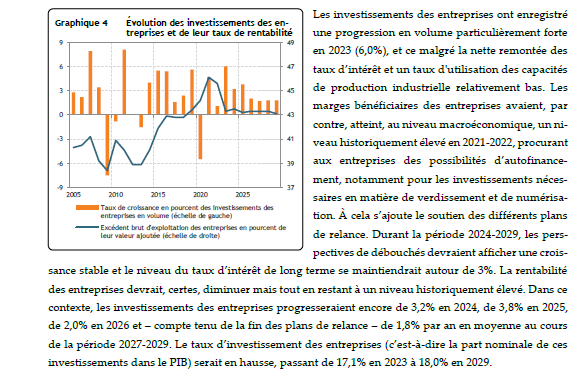 Graphique 4 Évolution des investissements des en-
treprises et de leur taux de rentabilité
9 49
6 47
3 45
0 43
-3 41
-6 39
-9 37
2005 2010 2015 2020 2025
Taux de croissance en pourcent des investissements des
entreprises en volume (échelle de gauche)
Excédent brut d'exploitation des entreprises en pourcent de
leur valeur ajoutée (échelle de droite)
Les investissements des entreprises ont enregistré
une progression en volume particulièrement forte
en 2023 (6,0%), et ce malgré la nette remontée des
taux d'intérêt et un taux d'utilisation des capacités
de production industrielle relativement bas. Les
marges bénéficiaires des entreprises avaient, par
contre, atteint, au niveau macroéconomique, un ni-
veau historiquement élevé en 2021-2022, procurant
aux entreprises des possibilités d'autofinance-
ment, notamment pour les investissements néces-
saires en matière de verdissement et de numérisa-
tion. À cela s'ajoute le soutien des différents plans
de relance. Durant la période 2024-2029, les pers-
pectives de débouchés devraient afficher une crois-
sance stable et le niveau du taux d'intérêt de long terme se maintiendrait autour de 3%. La rentabilité
des entreprises devrait, certes, diminuer mais tout en restant à un niveau historiquement élevé. Dans ce
contexte, les investissements des entreprises progresseraient encore de 3,2% en 2024, de 3,8% en 2025,
de 2,0% en 2026 et – compte tenu de la fin des plans de relance – de 1,8% par an en moyenne au cours
de la période 2027-2029. Le taux d'investissement des entreprises (c'est-à-dire la part nominale de ces
investissements dans le PIB) serait en hausse, passant de 17,1% en 2023 à 18,0% en 2029.